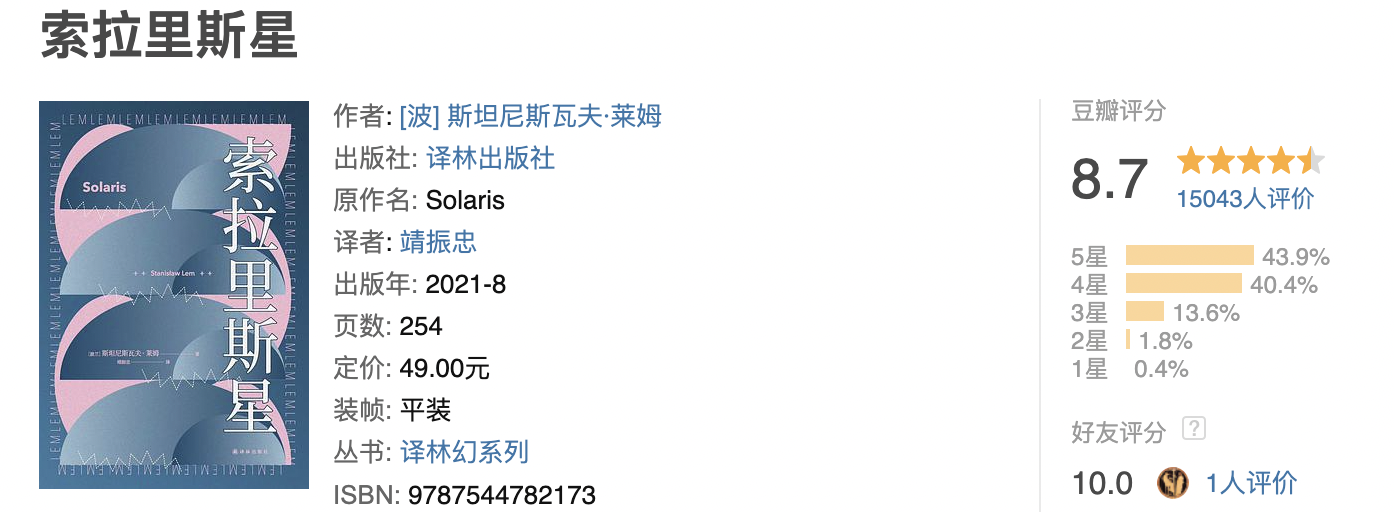 索拉里斯星
LEMLEMLEMLEMLEMLEMLEMLEMLEM
Solaris
索拉里斯星
++ Stanisław Lem ++
[波兰] 斯坦尼斯瓦夫·莱姆 著
靖振忠 译
译林出版社
作者: [波] 斯坦尼斯瓦夫·莱姆
出版社: 译林出版社
原作名: Solaris
译者: 靖振忠
出版年: 2021-8
页数: 254
定价: 49.00元
装帧: 平装
丛书: 译林幻系列
ISBN: 9787544782173
豆瓣评分
8.7
15043人评价
5星 43.9%
4星 40.4%
3星 13.6%
2星 1.8%
1星 0.4%
好友评分 ?
10.0 1人评价